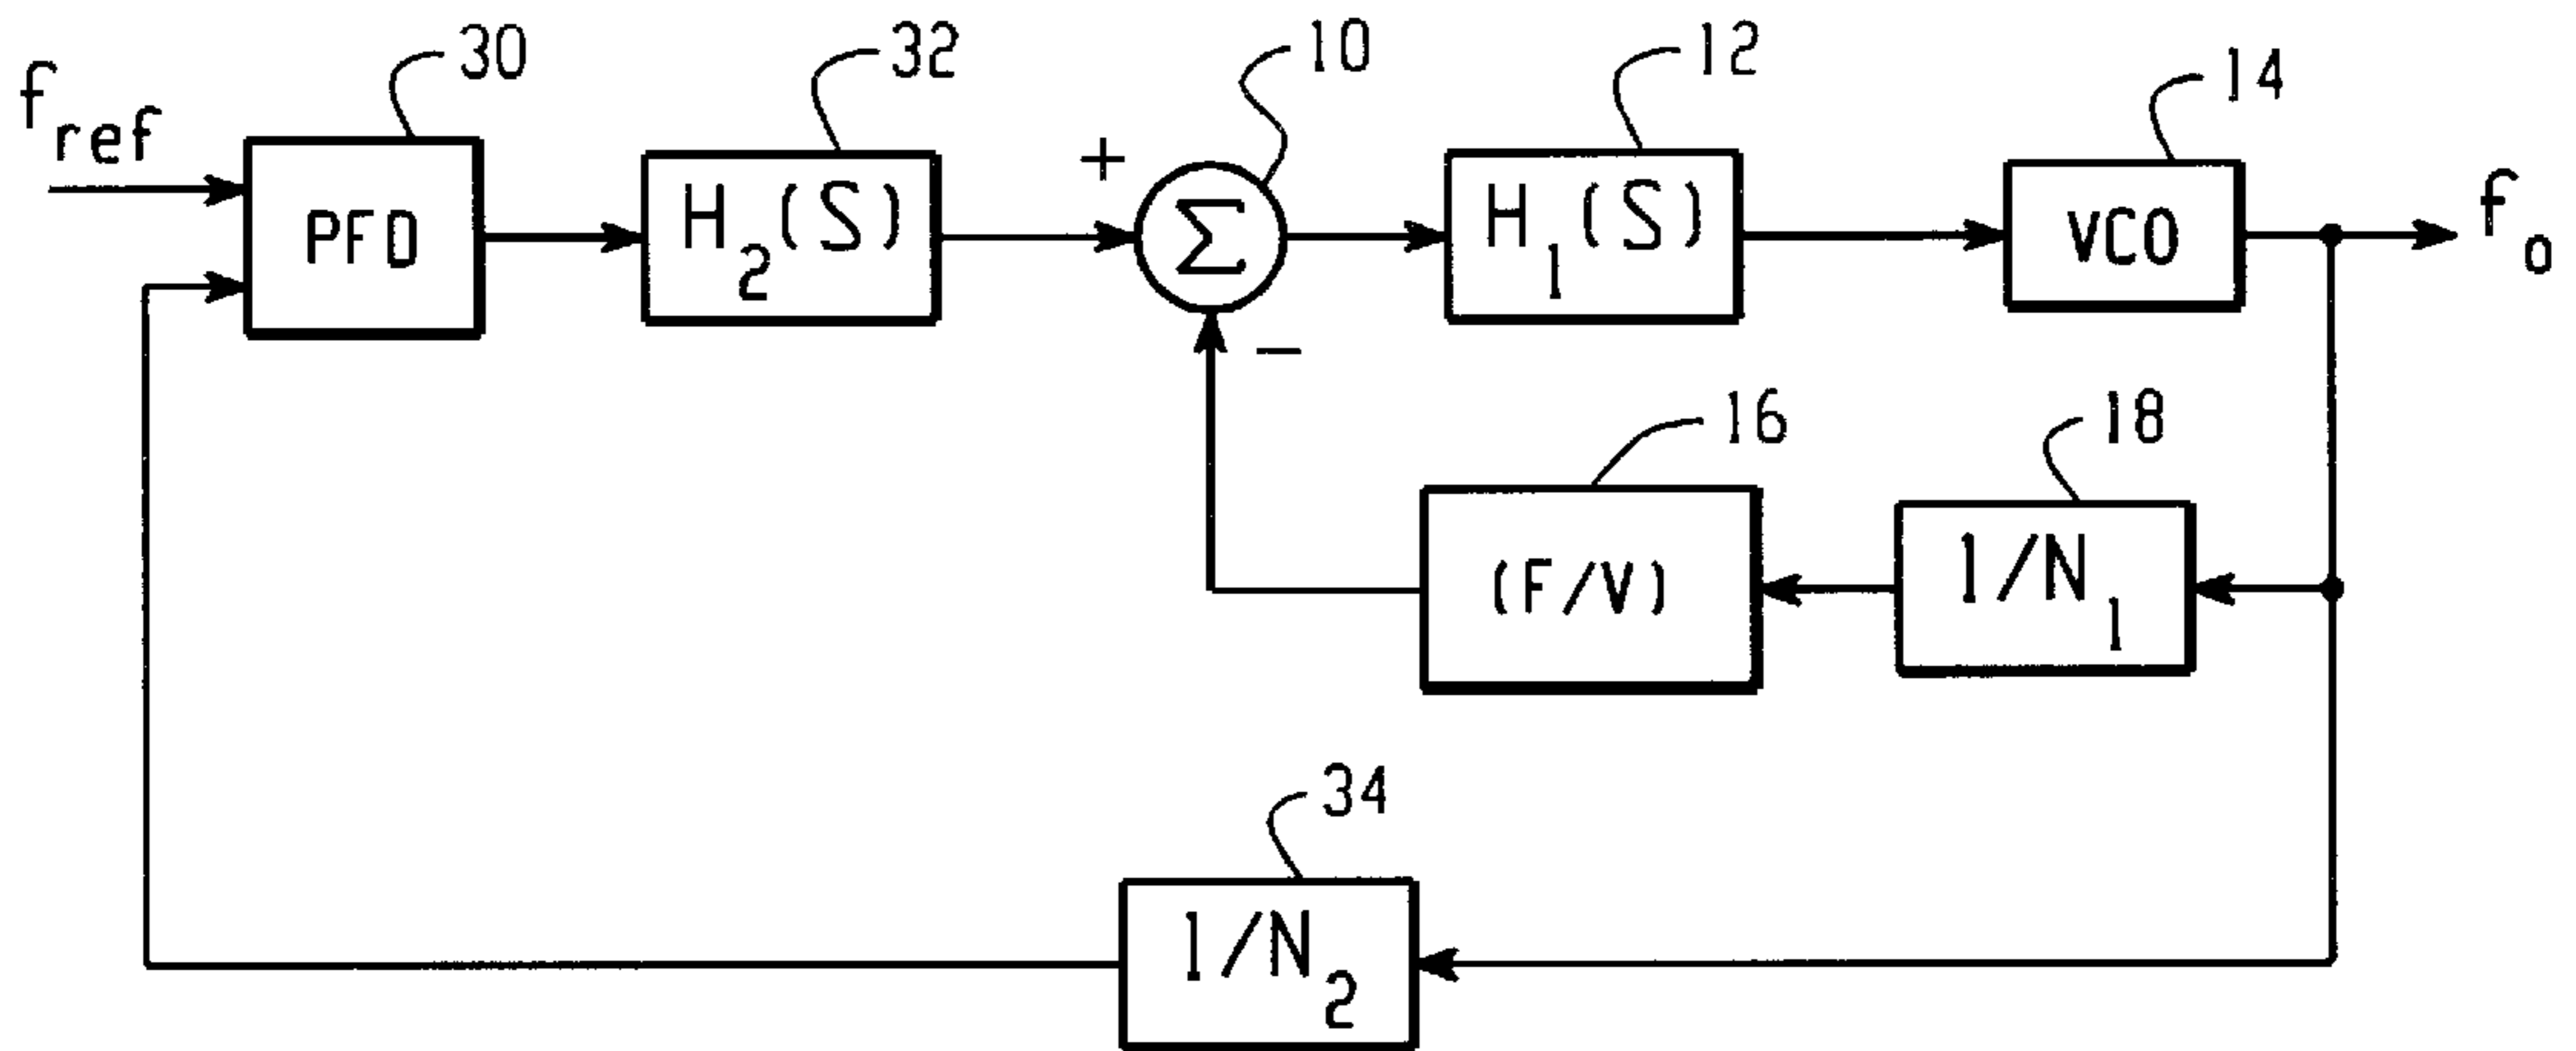 30
32
10
12
14
f_ref
+
PFD
H_2(S)
Σ
H_1(S)
VCO
f_o
−
16
18
(F/V)
1/N_1
34
1/N_2